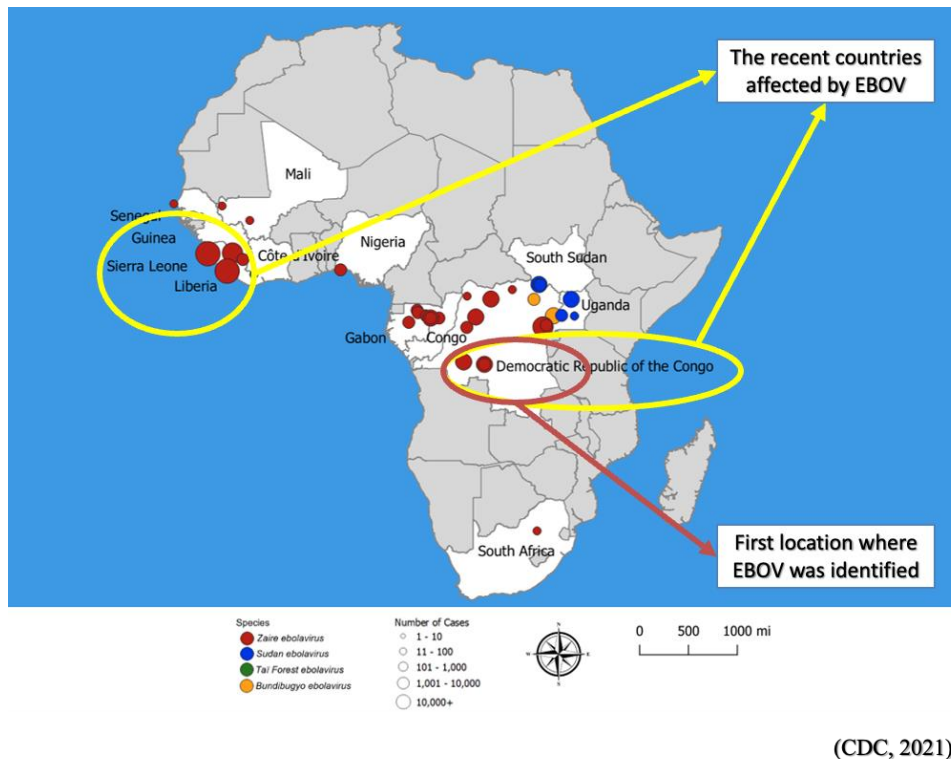 The recent countries
affected by EBOV
Mali
Senegal
Guinea
Sierra Leone
Liberia
Côte d'Ivoire
Nigeria
South Sudan
Uganda
Gabon
Congo
Democratic Republic of the Congo
South Africa
First location where
EBOV was identified
Species
Zaire ebolavirus
Sudan ebolavirus
Taï Forest ebolavirus
Bundibugyo ebolavirus
Number of Cases
1 - 10
11 - 100
101 - 1,000
1,001 - 10,000
10,000+
N
W
E
S
0 500 1000 mi
(CDC, 2021)